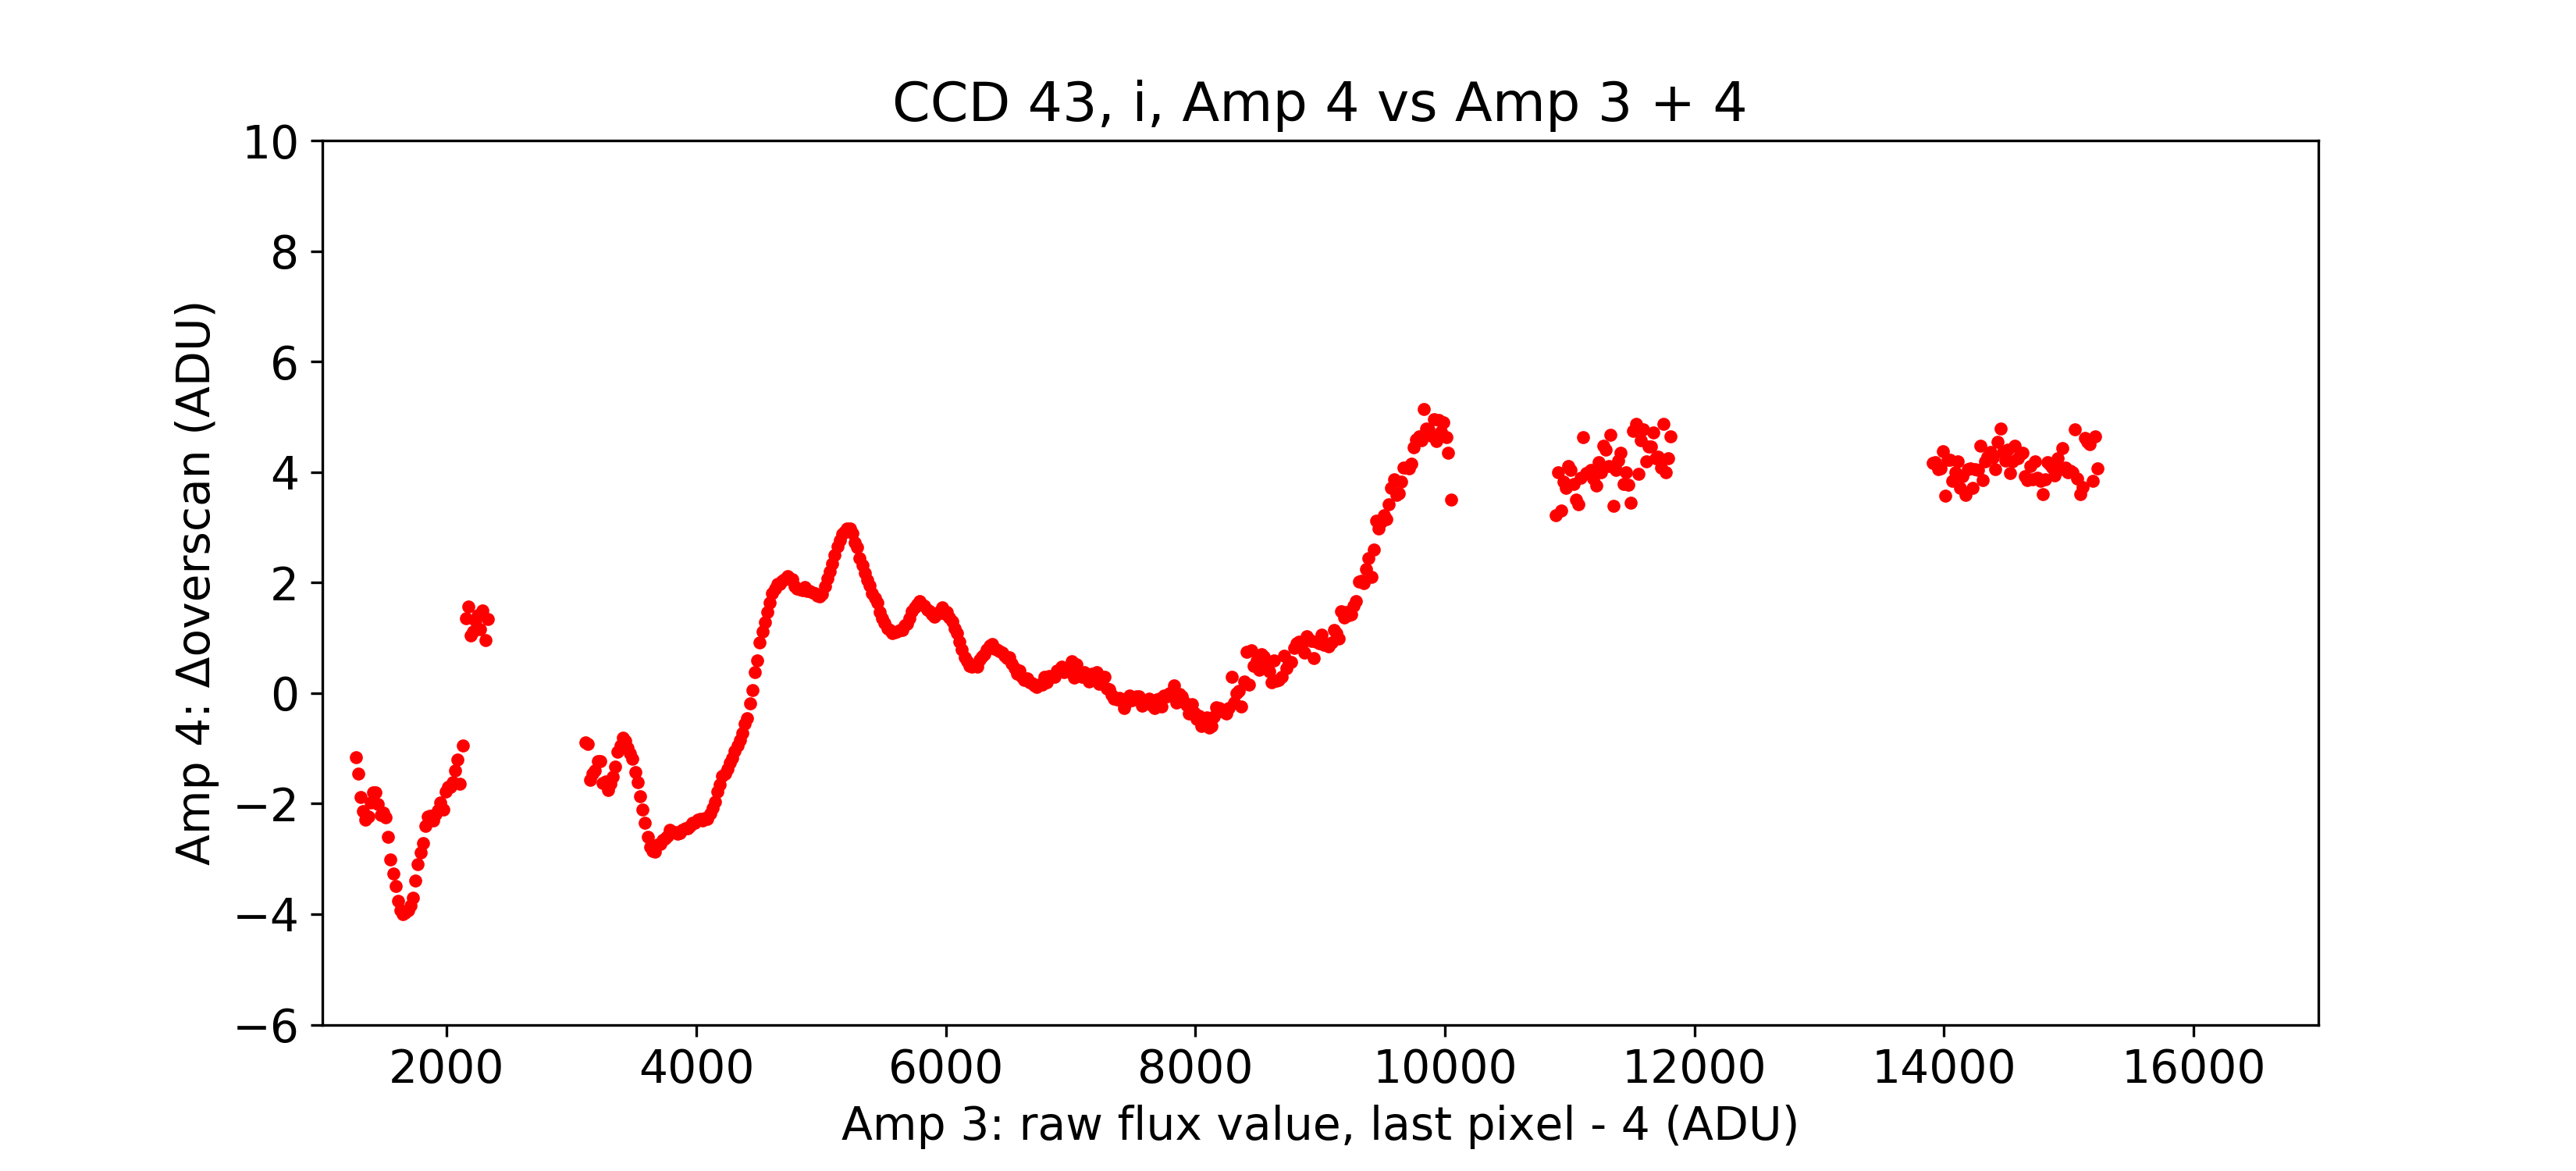 CCD 43, i, Amp 4 vs Amp 3 + 4
10
8
6
4
2
0
−2
−4
−6
Amp 4: Δoverscan (ADU)
2000 4000 6000 8000 10000 12000 14000 16000
Amp 3: raw flux value, last pixel - 4 (ADU)